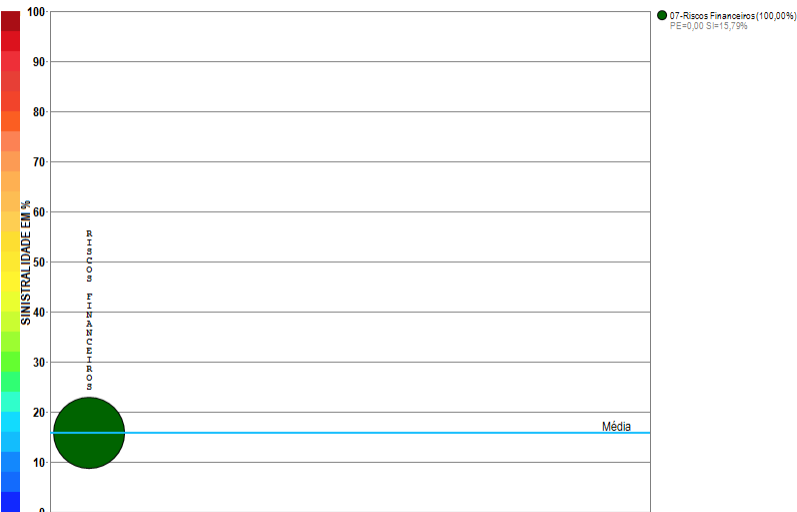 100
90
80
70
60
50
40
30
20
10
0
SINISTRALIDADE EM %
RISCOS FINANCEIROS
Média
07-Riscos Financeiros(100,00%)
PE=0,00 SI=15,79%